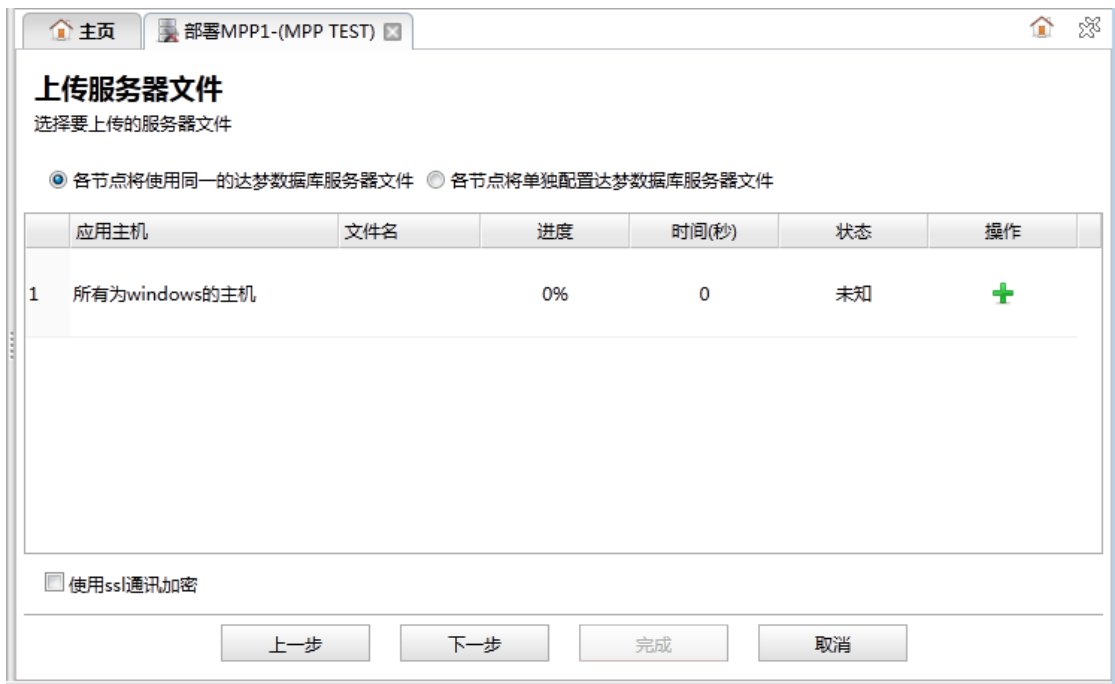 主页 部署MPP1-(MPP TEST)
上传服务器文件
选择要上传的服务器文件
各节点将使用同一的达梦数据库服务器文件 各节点将单独配置达梦数据库服务器文件
应用主机 文件名 进度 时间(秒) 状态 操作
1 所有为windows的主机 0% 0 未知
使用ssl通讯加密
上一步 下一步 完成 取消